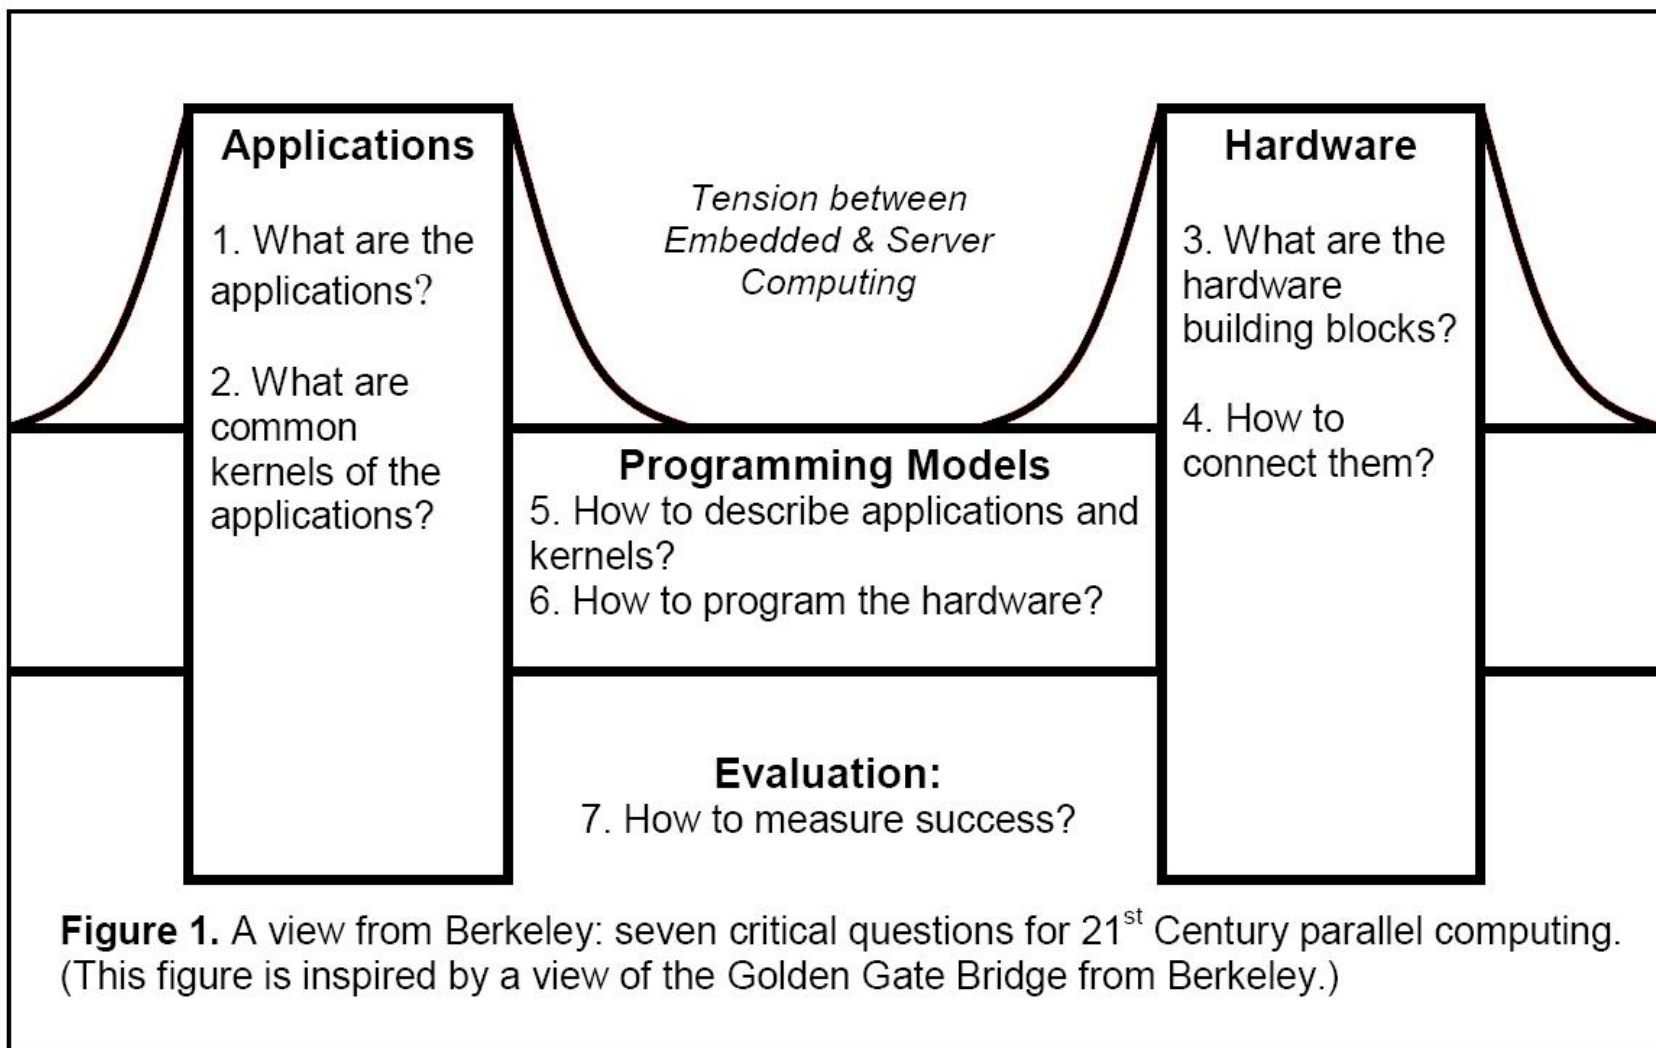 Applications
1. What are the
applications?
2. What are
common
kernels of the
applications?
Tension between
Embedded & Server
Computing
Hardware
3. What are the
hardware
building blocks?
4. How to
connect them?
Programming Models
5. How to describe applications and
kernels?
6. How to program the hardware?
Evaluation:
7. How to measure success?
Figure 1. A view from Berkeley: seven critical questions for 21st Century parallel computing.
(This figure is inspired by a view of the Golden Gate Bridge from Berkeley.)